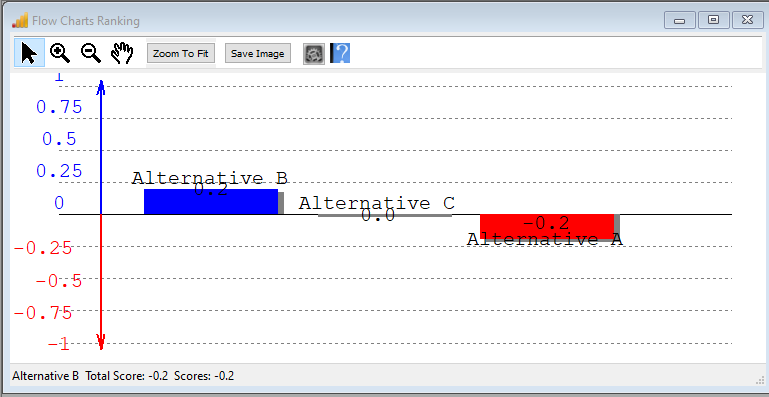 Flow Charts Ranking
Zoom To Fit Save Image
1
0.75
0.5
0.25
0
-0.25
-0.5
-0.75
-1
Alternative B
0.2
Alternative C
0.0
-0.2
Alternative A
Alternative B Total Score: -0.2 Scores: -0.2